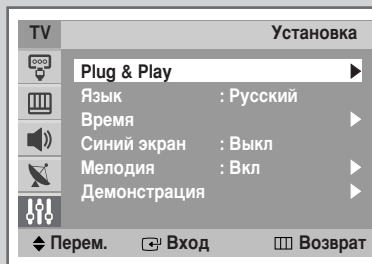 TV Установка
Plug & Play
Язык : Русский
Время
Синий экран : Выкл
Мелодия : Вкл
Демонстрация
Перем. Вход Возврат